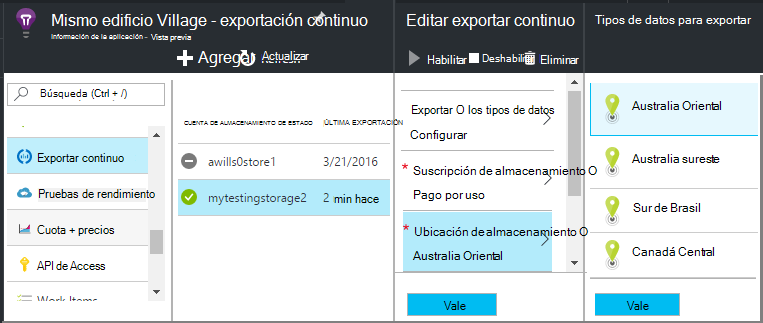 Mismo edificio Village - exportación continuo
Información de la aplicación - Vista previa
Agregar
Actualizar
Búsqueda (Ctrl + /)
Exportar continuo
Pruebas de rendimiento
Cuota + precios
API de Access
Work Items
CUENTA DE ALMACENAMIENTO DE ESTADO
ÚLTIMA EXPORTACIÓN
awills0store1
3/21/2016
mytestingstorage2
2 min hace
Editar exportar continuo
Habilitar
Deshabili
Eliminar
Exportar O los tipos de datos
Configurar
* Suscripción de almacenamiento O
Pago por uso
* Ubicación de almacenamiento O
Australia Oriental
Vale
Tipos de datos para exportar
Australia Oriental
Australia sureste
Sur de Brasil
Canadá Central
Vale